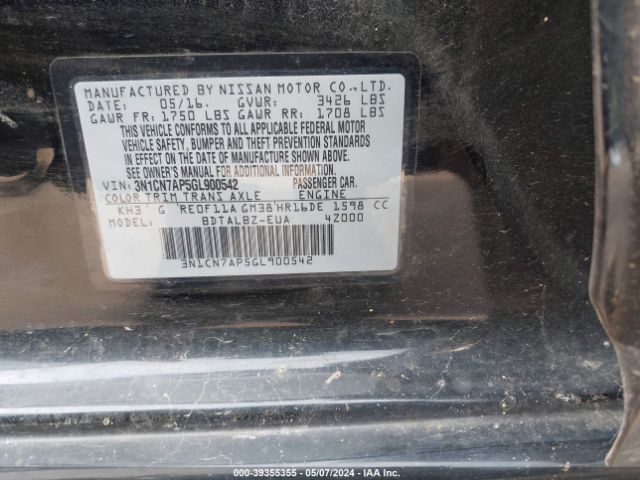 MANUFACTURED BY NISSAN MOTOR CO.,LTD.
DATE: 05/16. GVWR: 3426 LBS
GAWR FR: 1750 LBS GAWR RR: 1708 LBS
THIS VEHICLE CONFORMS TO ALL APPLICABLE FEDERAL MOTOR
VEHICLE SAFETY, BUMPER AND THEFT PREVENTION STANDARDS
IN EFFECT ON THE DATE OF MANUFACTURE SHOWN ABOVE.
SEE OWNER'S MANUAL FOR ADDITIONAL INFORMATION.
VIN: 3N1CN7AP5GL900542 PASSENGER CAR.
COLOR TRIM TRANS AXLE ENGINE
KH3 G RE0F11A GM38 HR16DE 1598 CC
MODEL: BDTALBZ-EUA 4Z000
3N1CN7AP5GL900542
000-39355355 - 05/07/2024 - IAA Inc.